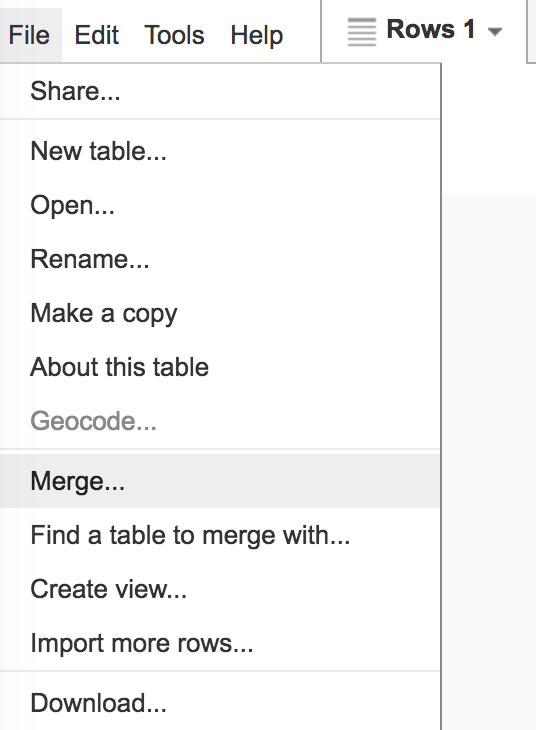 File Edit Tools Help Rows 1
Share...
New table...
Open...
Rename...
Make a copy
About this table
Geocode...
Merge...
Find a table to merge with...
Create view...
Import more rows...
Download...